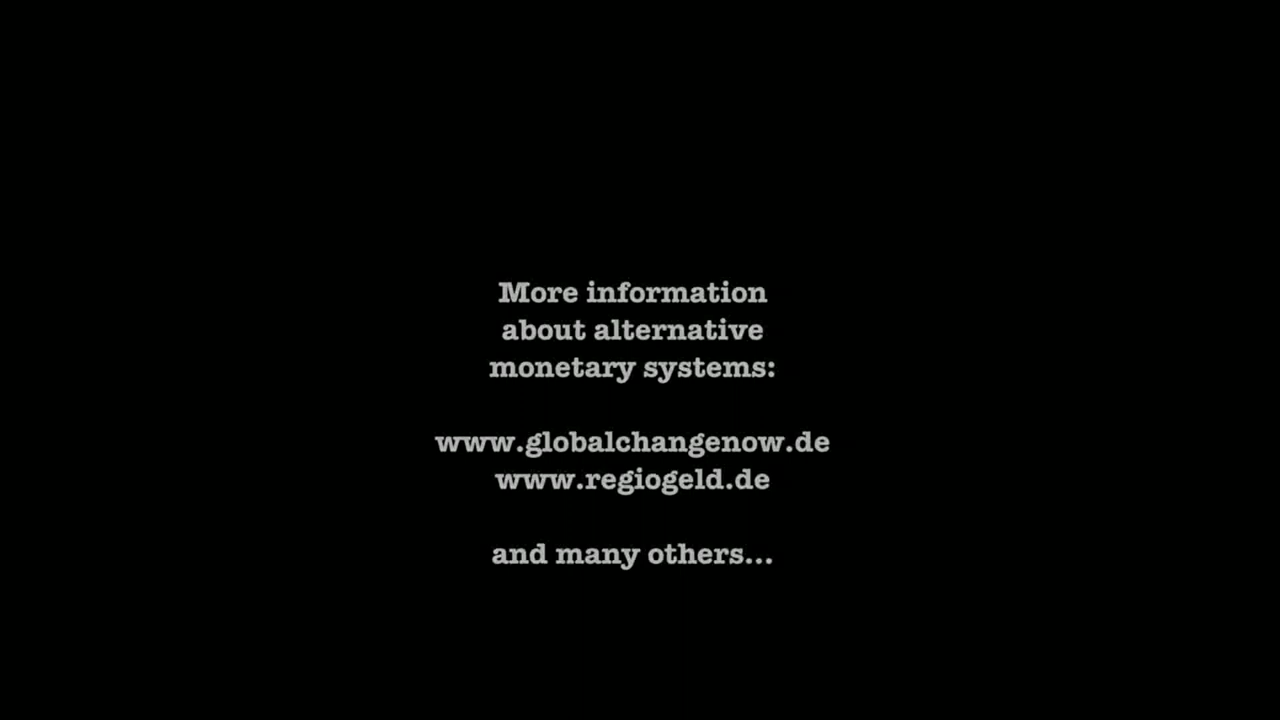 More information
about alternative
monetary systems:
www.globalchangenow.de
www.regiogeld.de
and many others...